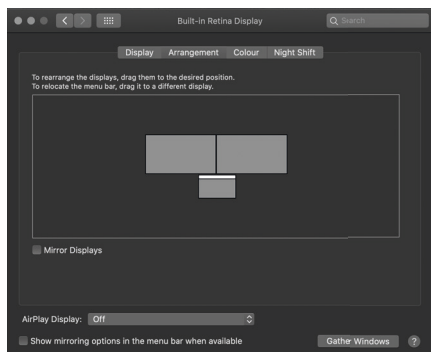 Built-in Retina Display
Search
Display Arrangement Colour Night Shift
To rearrange the displays, drag them to the desired position.
To relocate the menu bar, drag it to a different display.
Mirror Displays
AirPlay Display: Off
Show mirroring options in the menu bar when available
Gather Windows
?